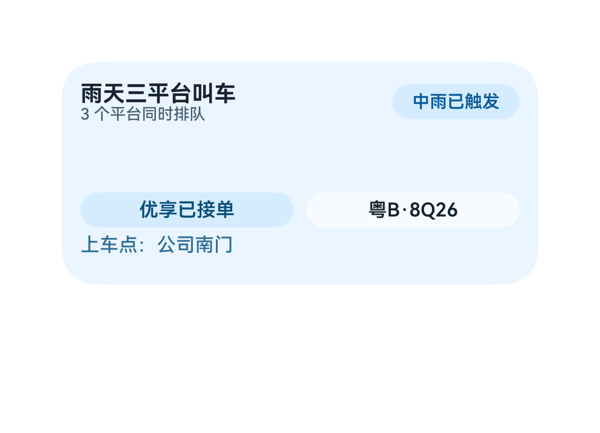 雨天三平台叫车
3 个平台同时排队
中雨已触发
优享已接单
粤B·8Q26
上车点：公司南门